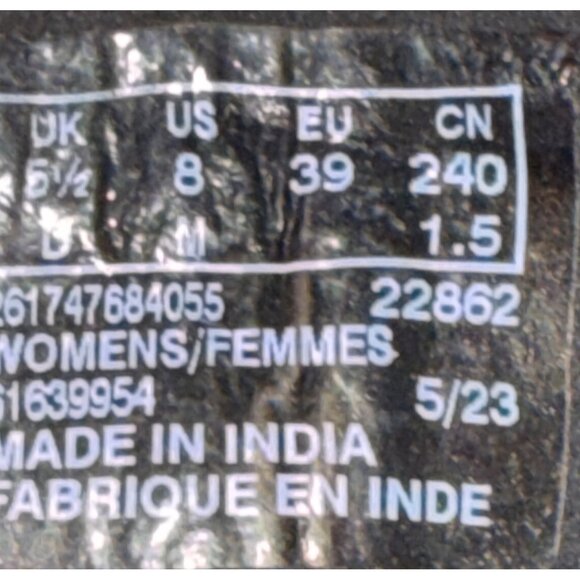 UK US EU CN
5½ 8 39 240
D M 1.5
261747684055 22862
WOMENS/FEMMES
61639954 5/23
MADE IN INDIA
FABRIQUE EN INDE